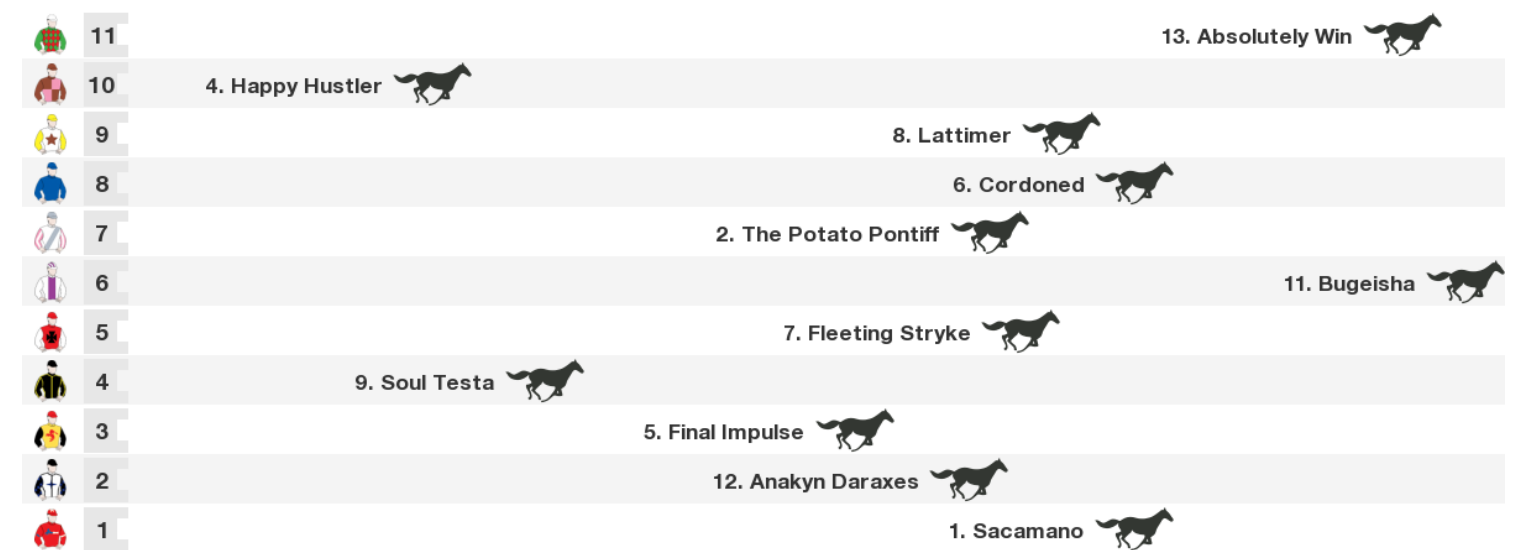 11 13. Absolutely Win
10 4. Happy Hustler
9 8. Lattimer
8 6. Cordoned
7 2. The Potato Pontiff
6 11. Bugeisha
5 7. Fleeting Stryke
4 9. Soul Testa
3 5. Final Impulse
2 12. Anakyn Daraxes
1 1. Sacamano